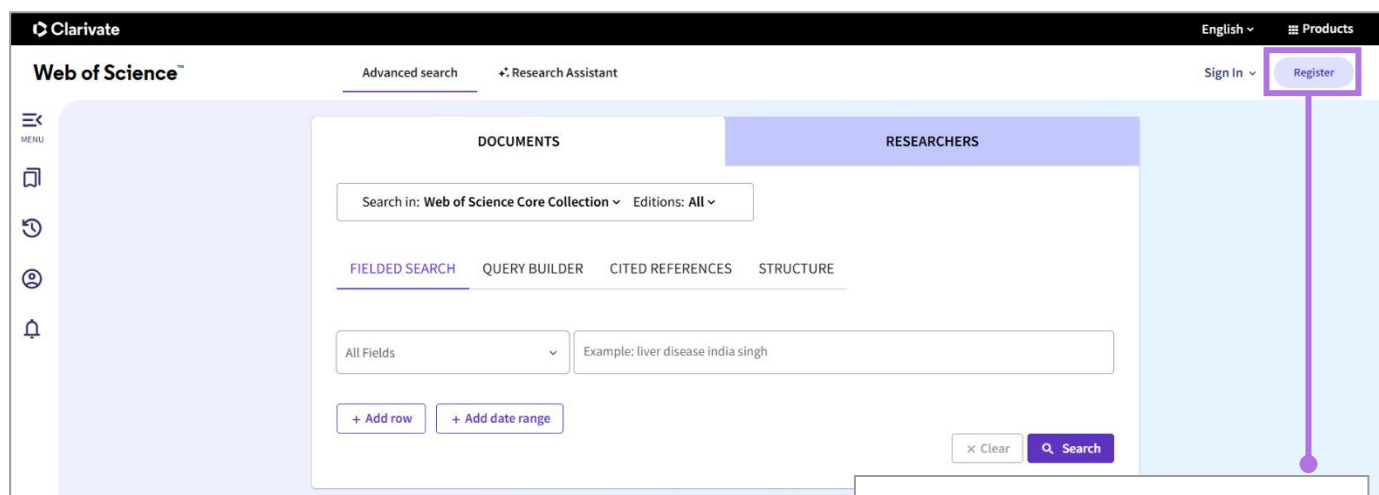 Clarivate
English
Products
Web of Science™
Advanced search
Research Assistant
Sign In
Register
MENU
DOCUMENTS
RESEARCHERS
Search in: Web of Science Core Collection Editions: All
FIELDED SEARCH
QUERY BUILDER
CITED REFERENCES
STRUCTURE
All Fields
Example: liver disease india singh
+ Add row
+ Add date range
× Clear
Search